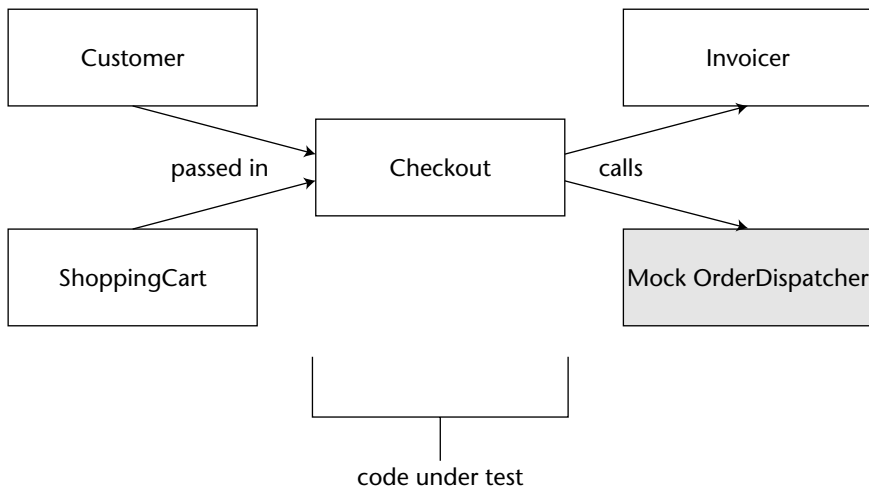 Customer
Invoicer
passed in
Checkout
calls
ShoppingCart
Mock OrderDispatcher
code under test